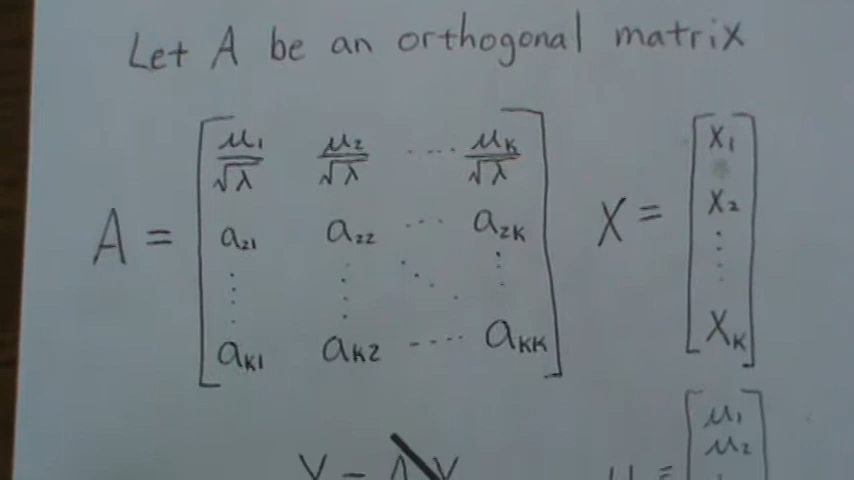 Let A be an orthogonal matrix
A = [ μ₁/√λ μ₂/√λ ···· μₖ/√λ
a₂₁ a₂₂ ··· a₂ₖ
⋮ ⋮ ⋱ ⋮
aₖ₁ aₖ₂ ···· aₖₖ ]
X = [ X₁
X₂
⋮
Xₖ ]
[ μ₁
μ₂